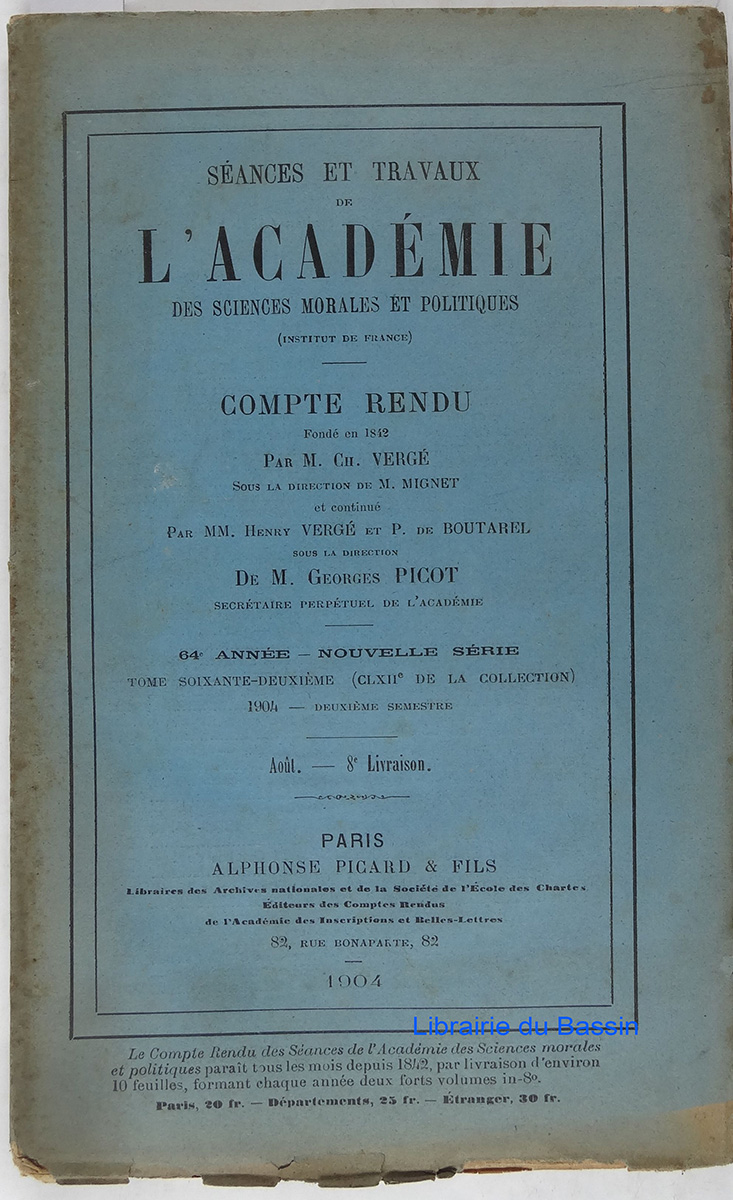 SÉANCES ET TRAVAUX
DE
L'ACADÉMIE
DES SCIENCES MORALES ET POLITIQUES
(INSTITUT DE FRANCE)
COMPTE RENDU
Fondé en 1842
PAR M. CH. VERGÉ
SOUS LA DIRECTION DE M. MIGNET
et continué
PAR MM. HENRY VERGÉ ET P. DE BOUTAREL
SOUS LA DIRECTION
DE M. GEORGES PICOT
SECRÉTAIRE PERPÉTUEL DE L'ACADÉMIE
64e ANNÉE — NOUVELLE SÉRIE
TOME SOIXANTE-DEUXIÈME (CLXIIe DE LA COLLECTION)
1904 — DEUXIÈME SEMESTRE
Août. — 8e Livraison.
PARIS
ALPHONSE PICARD & FILS
Libraires des Archives nationales et de la Société de l'École des Chartes
Éditeurs des Comptes Rendus
de l'Académie des Inscriptions et Belles-Lettres
82, RUE BONAPARTE, 82
1904
Librairie du Bassin
Le Compte Rendu des Séances de l'Académie des Sciences morales
et politiques paraît tous les mois depuis 1842, par livraison d'environ
10 feuilles, formant chaque année deux forts volumes in-8o.
Paris, 20 fr. — Départements, 25 fr. — Étranger, 30 fr.